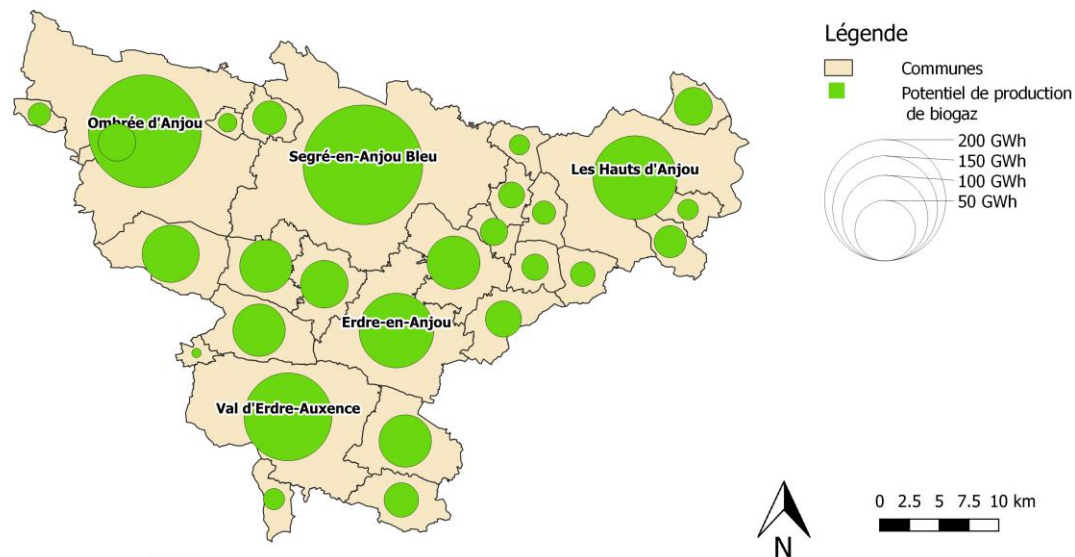 Légende
Communes
Potentiel de production
de biogaz
200 GWh
150 GWh
100 GWh
50 GWh
Ombrée d'Anjou
Segré-en-Anjou Bleu
Les Hauts d'Anjou
Erdre-en-Anjou
Val d'Erdre-Auxence
0 2.5 5 7.5 10 km
N